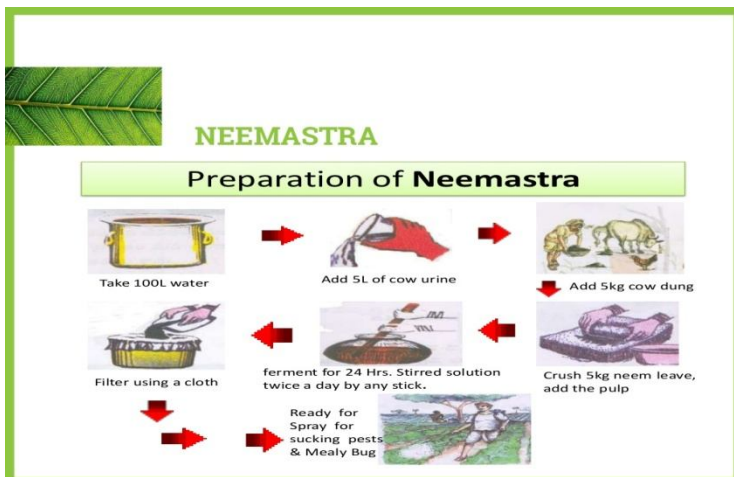 NEEMASTRA
Preparation of Neemastra
Take 100L water
Add 5L of cow urine
Add 5kg cow dung
Crush 5kg neem leave,
add the pulp
ferment for 24 Hrs. Stirred solution
twice a day by any stick.
Filter using a cloth
Ready for
Spray for
sucking pests
& Mealy Bug